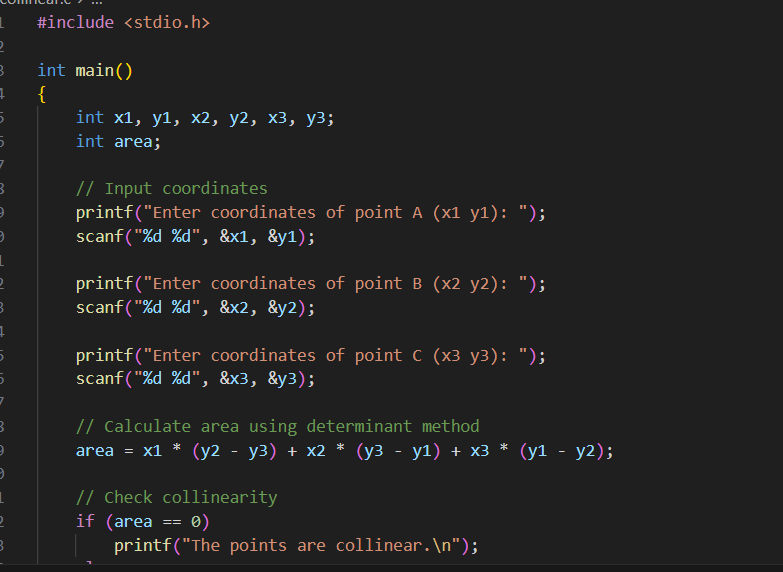 collinear.c > ...
#include <stdio.h>
int main()
{
int x1, y1, x2, y2, x3, y3;
int area;
// Input coordinates
printf("Enter coordinates of point A (x1 y1): ");
scanf("%d %d", &x1, &y1);
printf("Enter coordinates of point B (x2 y2): ");
scanf("%d %d", &x2, &y2);
printf("Enter coordinates of point C (x3 y3): ");
scanf("%d %d", &x3, &y3);
// Calculate area using determinant method
area = x1 * (y2 - y3) + x2 * (y3 - y1) + x3 * (y1 - y2);
// Check collinearity
if (area == 0)
printf("The points are collinear.\n");